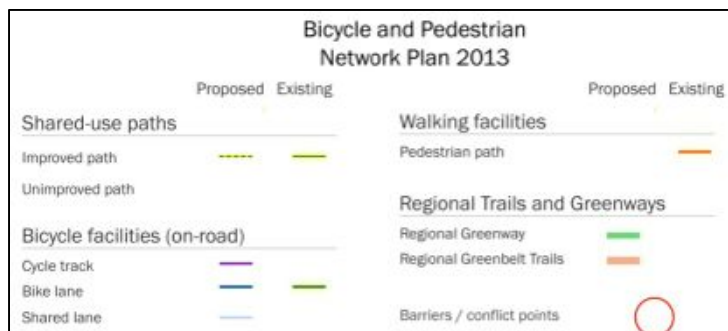 Bicycle and Pedestrian
Network Plan 2013
Proposed Existing
Shared-use paths
Improved path
Unimproved path
Bicycle facilities (on-road)
Cycle track
Bike lane
Shared lane
Proposed Existing
Walking facilities
Pedestrian path
Regional Trails and Greenways
Regional Greenway
Regional Greenbelt Trails
Barriers / conflict points